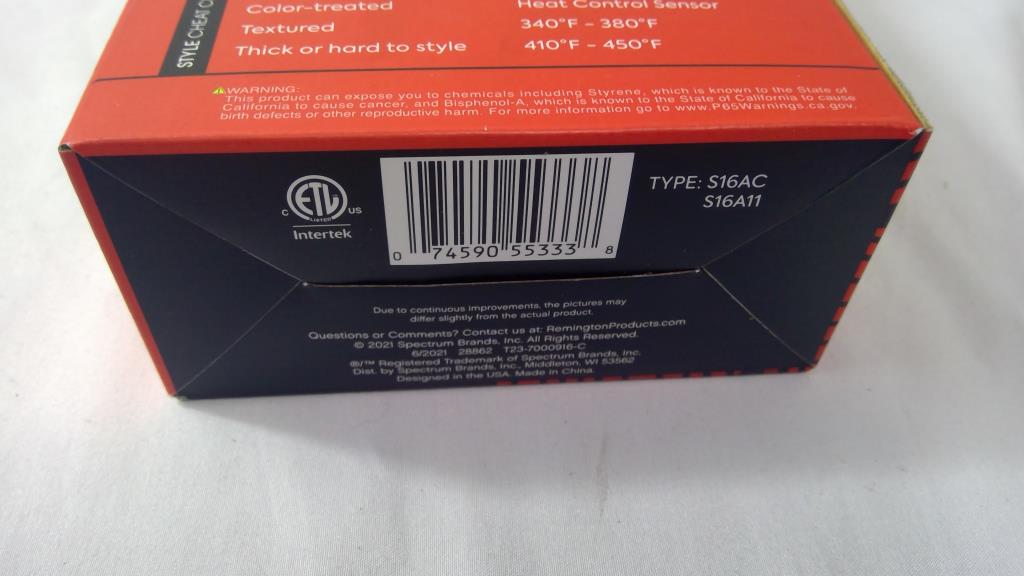 STYLE CHEAT
Color-treated Heat Control Sensor
Textured 340°F – 380°F
Thick or hard to style 410°F – 450°F
WARNING:
This product can expose you to chemicals including Styrene, which is known to the State of
California to cause cancer, and Bisphenol-A, which is known to the State of California to cause
birth defects or other reproductive harm. For more information go to www.P65Warnings.ca.gov.
ETL
LISTED
C US
Intertek
0 74590 55333 8
TYPE: S16AC
S16A11
Due to continuous improvements, the pictures may
differ slightly from the actual product.
Questions or Comments? Contact us at: RemingtonProducts.com
© 2021 Spectrum Brands, Inc. All Rights Reserved.
6/2021 28862 T23-7000916-C
®/™ Registered Trademark of Spectrum Brands, Inc.
Dist. by Spectrum Brands, Inc., Middleton, WI 53562
Designed in the USA. Made in China.